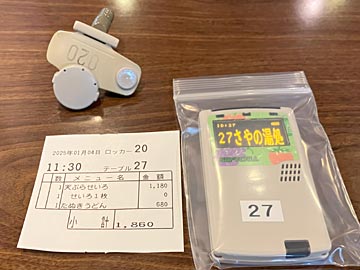 020
2025年01月04日 ロッカー 20
11:30 テーブル 27
数 メニュー名 金額
1 天ぷらせいろ 1,180
1 せいろ1枚 0
1 たぬきうどん 680
小 計 1,860
27さやの湯処
27